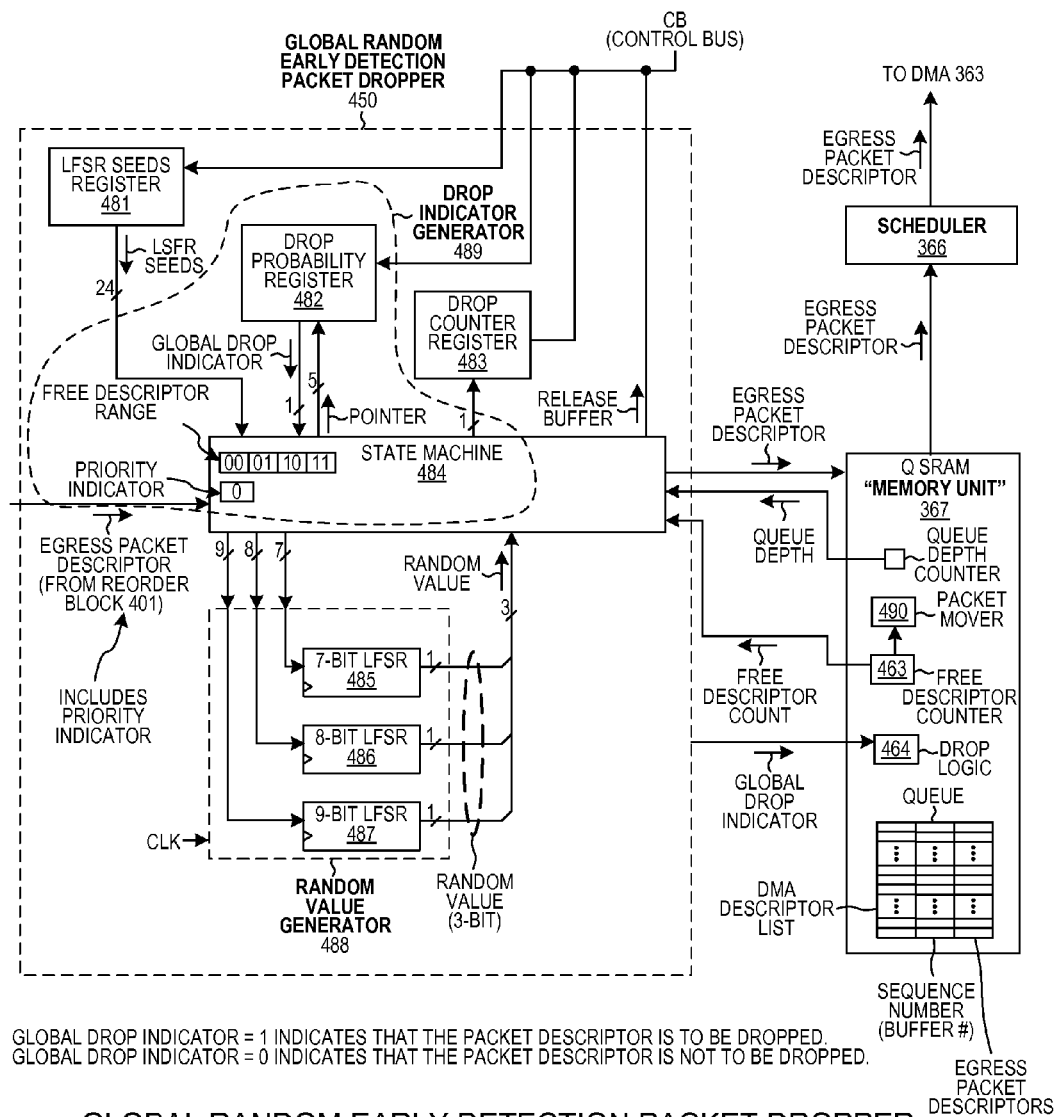 CB
(CONTROL BUS)
GLOBAL RANDOM
EARLY DETECTION
PACKET DROPPER
450
TO DMA 363
EGRESS
PACKET
DESCRIPTOR
LFSR SEEDS
REGISTER
481
DROP
INDICATOR
GENERATOR
489
SCHEDULER
366
LSFR
SEEDS
24
DROP
PROBABILITY
REGISTER
482
DROP
COUNTER
REGISTER
483
EGRESS
PACKET
DESCRIPTOR
GLOBAL DROP
INDICATOR
1
5
POINTER
1
RELEASE
BUFFER
FREE DESCRIPTOR
RANGE
EGRESS
PACKET
DESCRIPTOR
00 01 10 11
STATE MACHINE
484
PRIORITY
INDICATOR
0
Q SRAM
"MEMORY UNIT"
367
EGRESS PACKET
DESCRIPTOR
(FROM REORDER
BLOCK 401)
9
8
7
RANDOM
VALUE
3
QUEUE
DEPTH
QUEUE
DEPTH
COUNTER
490
PACKET
MOVER
463
FREE
DESCRIPTOR
COUNTER
FREE
DESCRIPTOR
COUNT
INCLUDES
PRIORITY
INDICATOR
7-BIT LFSR
485
1
8-BIT LFSR
486
1
9-BIT LFSR
487
1
464
DROP
LOGIC
GLOBAL
DROP
INDICATOR
QUEUE
CLK
RANDOM
VALUE
GENERATOR
488
RANDOM
VALUE
(3-BIT)
DMA
DESCRIPTOR
LIST
SEQUENCE
NUMBER
(BUFFER #)
GLOBAL DROP INDICATOR = 1 INDICATES THAT THE PACKET DESCRIPTOR IS TO BE DROPPED.
GLOBAL DROP INDICATOR = 0 INDICATES THAT THE PACKET DESCRIPTOR IS NOT TO BE DROPPED.
EGRESS
PACKET
DESCRIPTORS
GLOBAL RANDOM EARLY DETECTION PACKET DROPPER